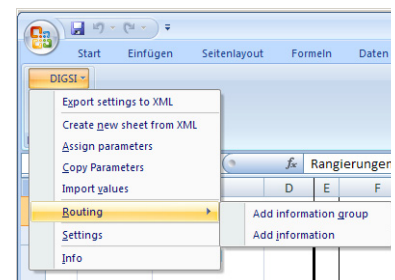 Start Einfügen Seitenlayout Formeln Daten
DIGSI
Export settings to XML
Create new sheet from XML
Assign parameters
Copy Parameters
Import values
fx Rangierungen
D E F
Routing
Add information group
Settings
Add information
Info